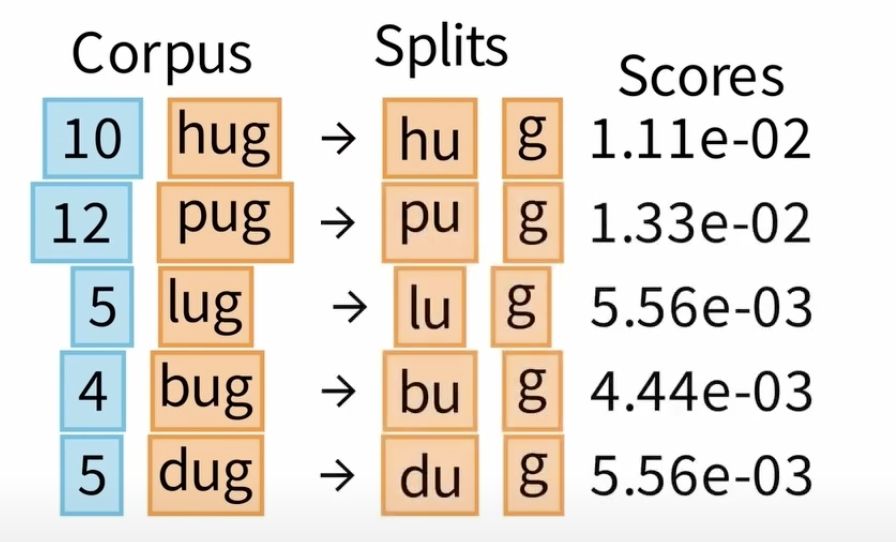 Corpus Splits Scores
10 hug → hu g 1.11e-02
12 pug → pu g 1.33e-02
5 lug → lu g 5.56e-03
4 bug → bu g 4.44e-03
5 dug → du g 5.56e-03